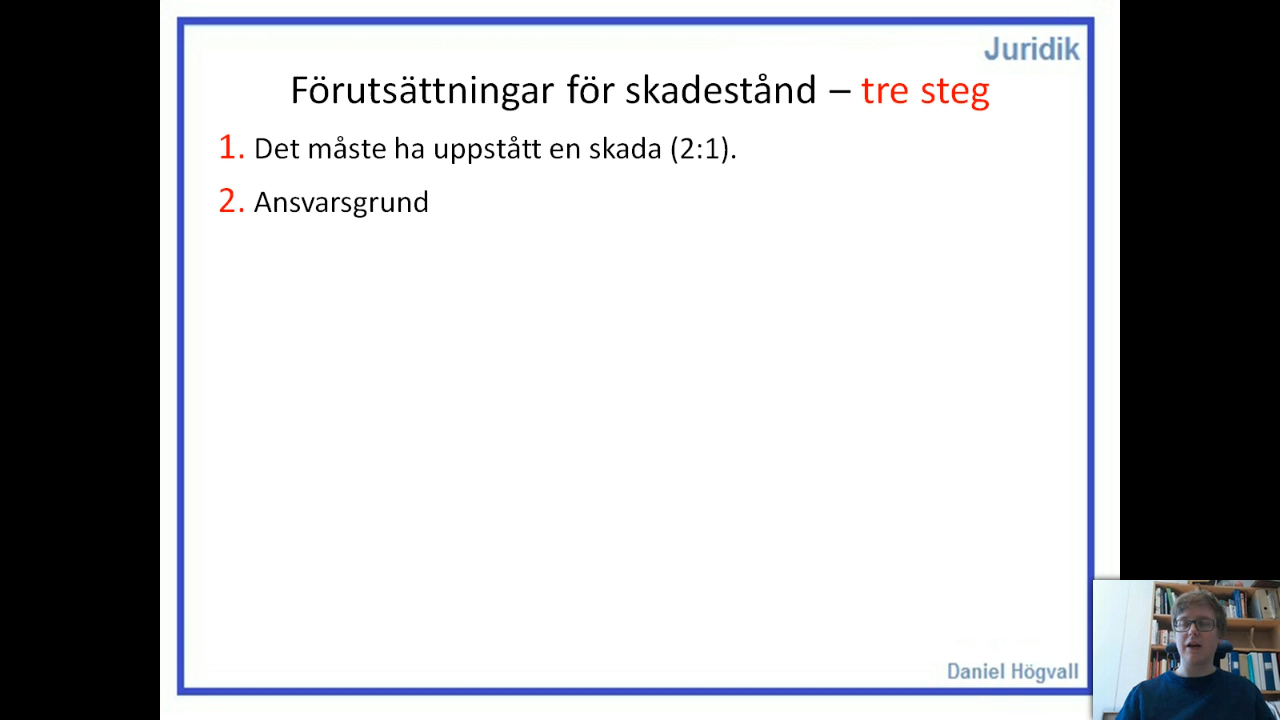 Juridik
Förutsättningar för skadestånd – tre steg
1. Det måste ha uppstått en skada (2:1).
2. Ansvarsgrund
Daniel Högvall